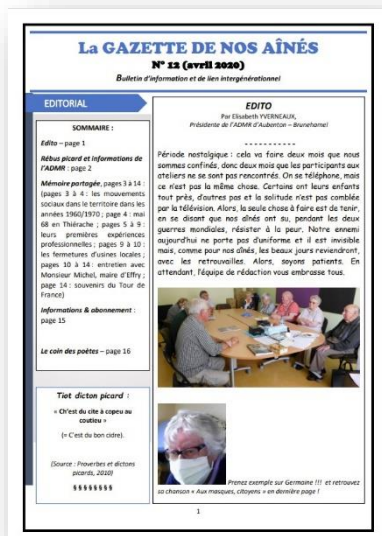 La GAZETTE DE NOS AÎNÉS
N° 12 (avril 2020)
Bulletin d'information et de lien intergénérationnel
EDITORIAL
SOMMAIRE :
Edito – page 1
Rébus picard et informations de
l'ADMR : page 2
Mémoire partagée, pages 3 à 14 :
(pages 3 à 4 : les mouvements
sociaux dans le territoire dans les
années 1960/1970 ; page 4 : mai
68 en Thiérache ; pages 5 à 9 :
leurs premières expériences
professionnelles ; pages 9 à 10 :
les fermetures d'usines locales ;
pages 10 à 14 : entretien avec
Monsieur Michel, maire d'Effry ;
page 14 : souvenirs du Tour de
France)
Informations & abonnement :
page 15
Le coin des poètes – page 16
Tiot dicton picard :
« Ch'est du cite à copeu au
coutieu »
(= C'est du bon cidre).
(Source : Proverbes et dictons
picards, 2010)
§§§§§§§§
EDITO
Par Elisabeth YVERNEAUX,
Présidente de l'ADMR d'Aubenton – Brunehamel
- - - - - - - - - - -
Période nostalgique : cela va faire deux mois que nous
sommes confinés, donc deux mois que les participants aux
ateliers ne se sont pas rencontrés. On se téléphone, mais
ce n'est pas la même chose. Certains ont leurs enfants
tout près, d'autres pas et la solitude n'est pas comblée
par la télévision. Alors, la seule chose à faire est de tenir,
en se disant que nos aînés ont su, pendant les deux
guerres mondiales, résister à la peur. Notre ennemi
aujourd'hui ne porte pas d'uniforme et il est invisible
mais, comme pour nos aînés, les beaux jours reviendront,
avec les retrouvailles. Alors, soyons patients. En
attendant, l'équipe de rédaction vous embrasse tous.
Prenez exemple sur Germaine !!! et retrouvez
sa chanson « Aux masques, citoyens » en dernière page !
1